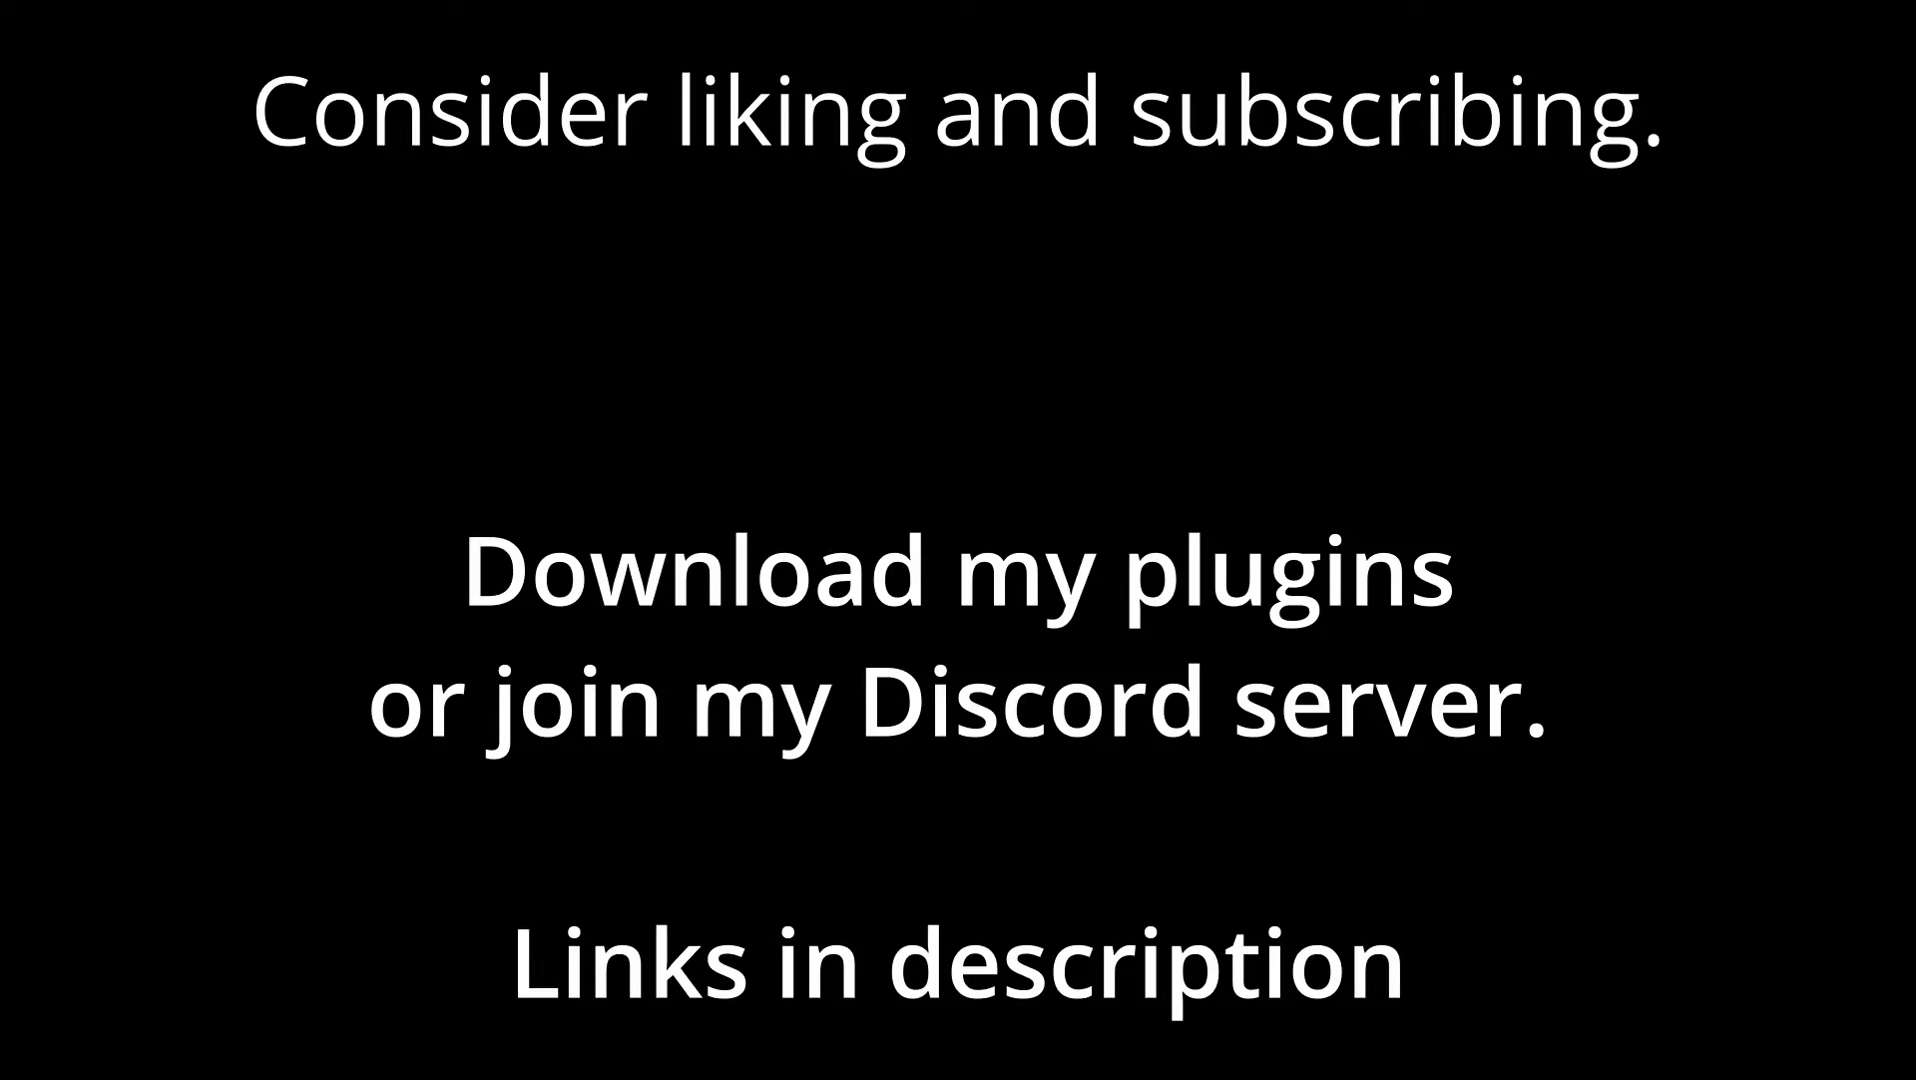 Consider liking and subscribing.
Download my plugins
or join my Discord server.
Links in description